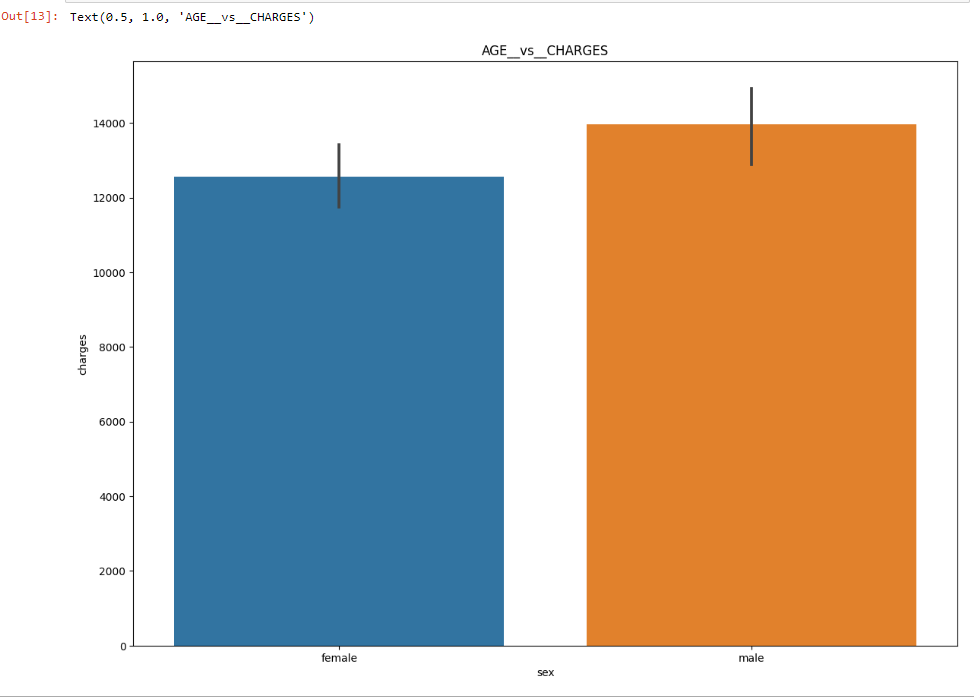 Out[13]: Text(0.5, 1.0, 'AGE__vs__CHARGES')
AGE__vs__CHARGES
14000
12000
10000
8000
6000
4000
2000
0
charges
female male
sex